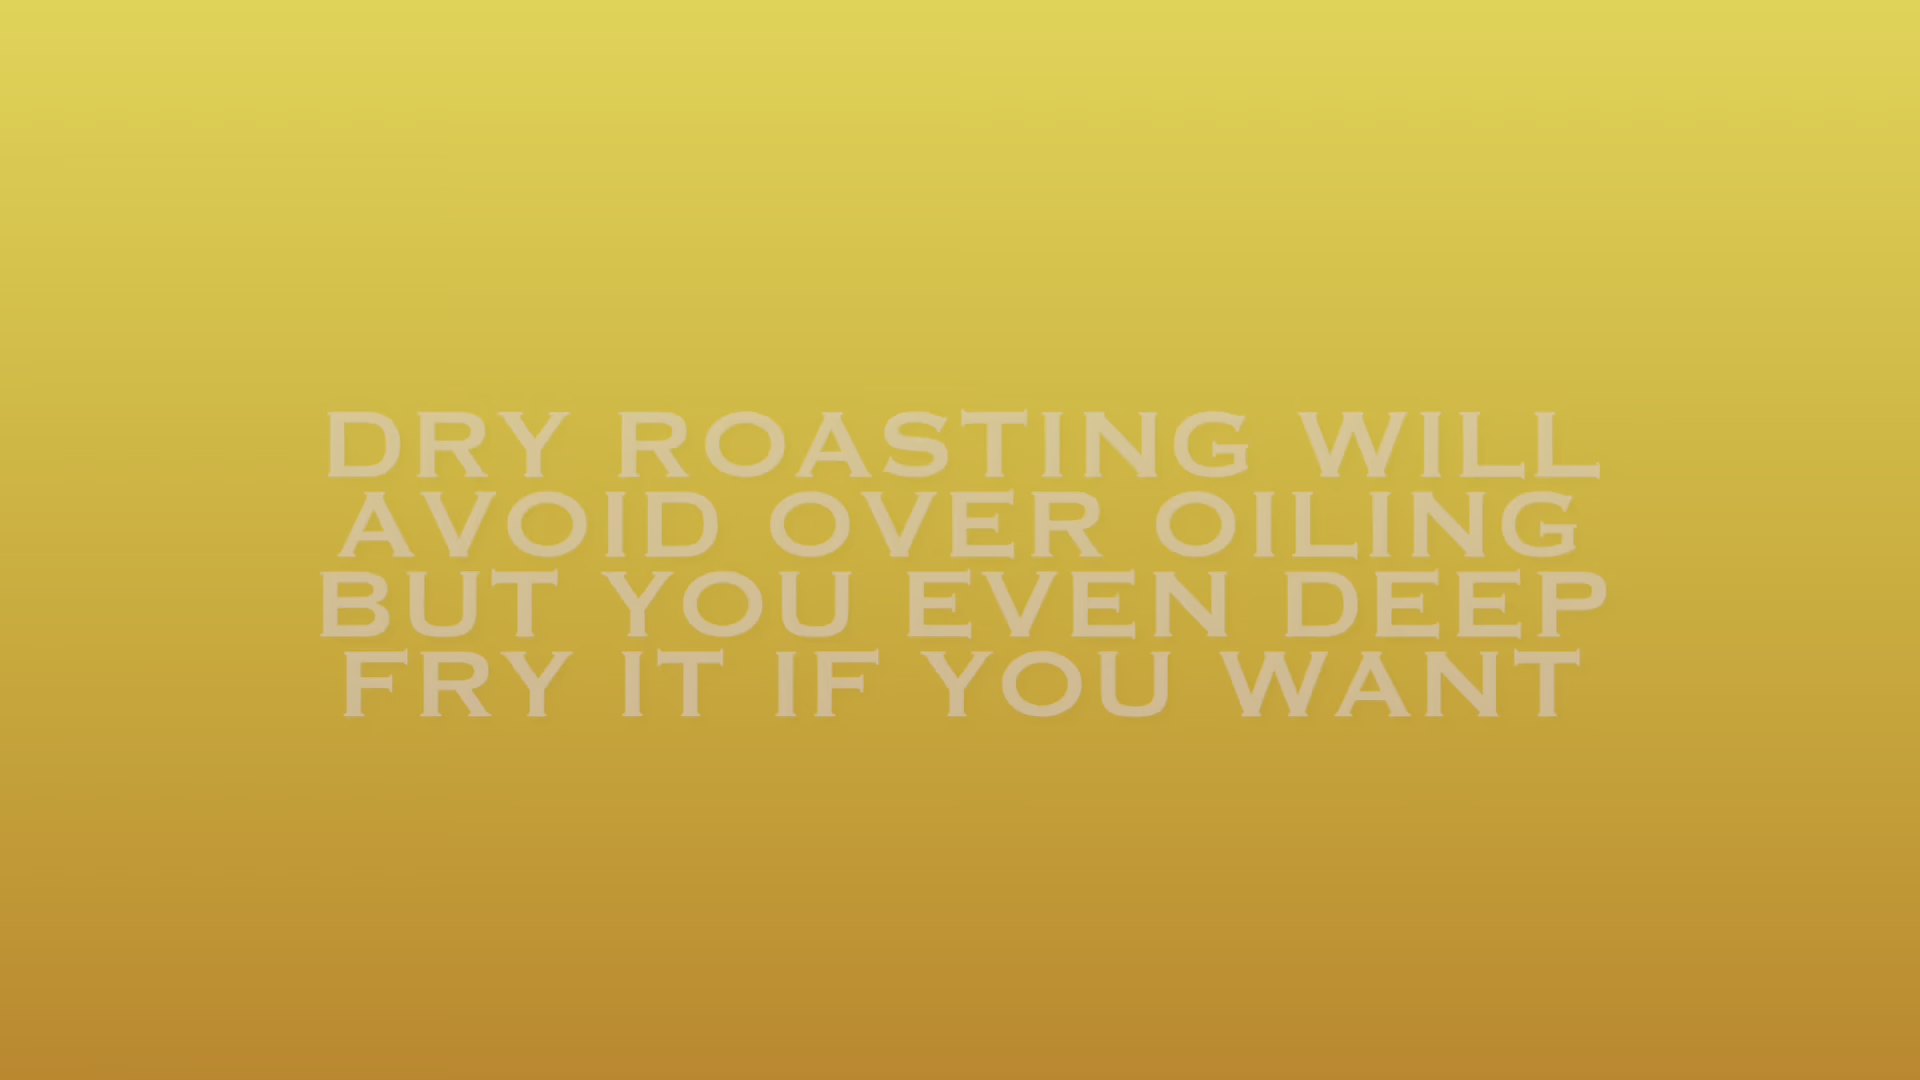 DRY ROASTING WILL
AVOID OVER OILING
BUT YOU EVEN DEEP
FRY IT IF YOU WANT